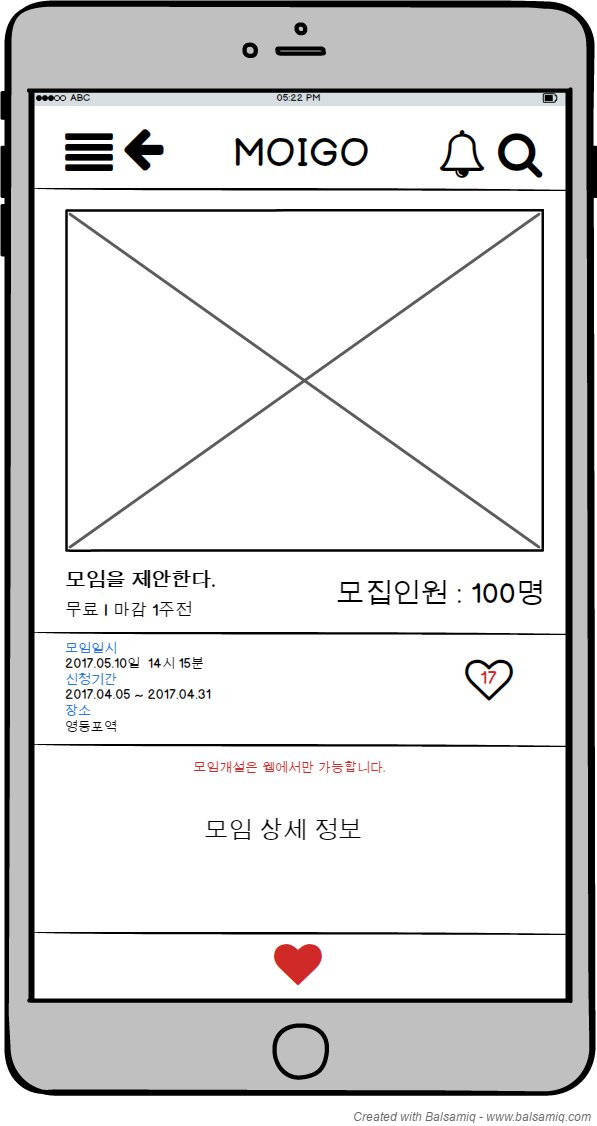 ABC 05:22 PM
MOIGO
모임을 제안한다.
무료 I 마감 1주전
모집인원 : 100명
모임일시
2017.05.10일 14시 15분
신청기간
2017.04.05 ~ 2017.04.31
장소
영등포역
17
모임개설은 웹에서만 가능합니다.
모임 상세 정보
Created with Balsamiq - www.balsamiq.com